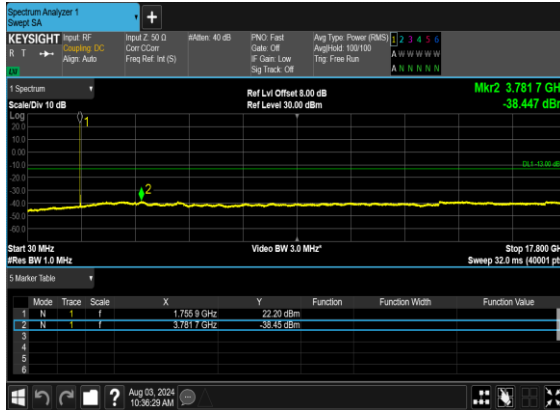 Spectrum Analyzer 1
Swept SA
+
KEYSIGHT Input: RF Input Z: 50 Ω #Atten: 40 dB PNO: Fast Avg Type: Power (RMS) 1 2 3 4 5 6
R T Coupling: DC Corr CCorr Gate: Off Avg|Hold: 100/100 A W W W W W
Align: Auto Freq Ref: Int (S) IF Gain: Low Trig: Free Run
LXI Sig Track: Off A N N N N N
1 Spectrum Ref Lvl Offset 8.00 dB Mkr2 3.781 7 GH
Scale/Div 10 dB Ref Level 30.00 dBm -38.447 dBr
Log
1
20.0
10.0
0.00
-10.0 DL1 -13.00 dB
-20.0
-30.0 2
-40.0
-50.0
-60.0
Start 30 MHz Video BW 3.0 MHz* Stop 17.800 GH
#Res BW 1.0 MHz Sweep 32.0 ms (40001 pt
5 Marker Table
Mode Trace Scale X Y Function Function Width Function Value
1 N 1 f 1.755 9 GHz 22.20 dBm
2 N 1 f 3.781 7 GHz -38.45 dBm
3
4
5
6
? Aug 03, 2024
10:36:29 AM